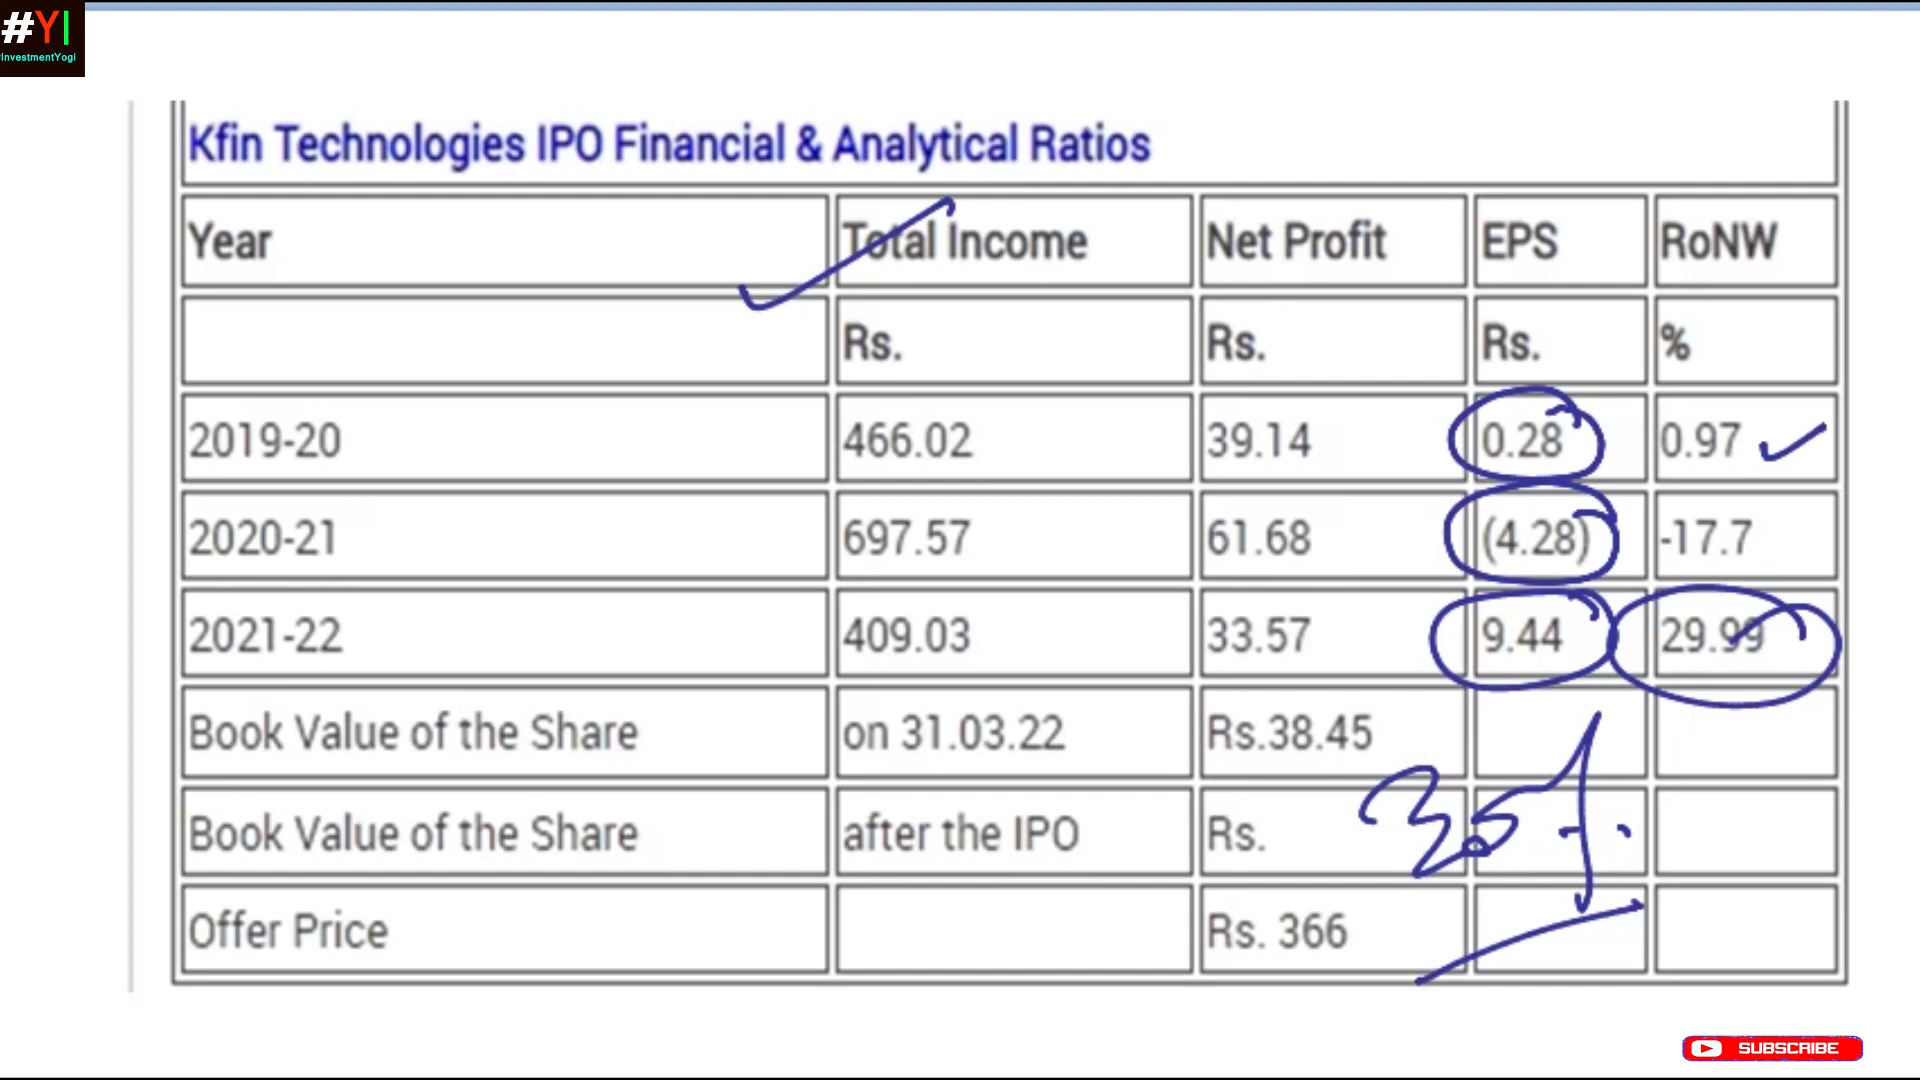 #YI
InvestmentYogI
Kfin Technologies IPO Financial & Analytical Ratios
Year Total Income Net Profit EPS RoNW
Rs. Rs. Rs. %
2019-20 466.02 39.14 0.28 0.97
2020-21 697.57 61.68 (4.28) -17.7
2021-22 409.03 33.57 9.44 29.99
Book Value of the Share on 31.03.22 Rs.38.45
Book Value of the Share after the IPO Rs.
Offer Price Rs. 366
SUBSCRIBE